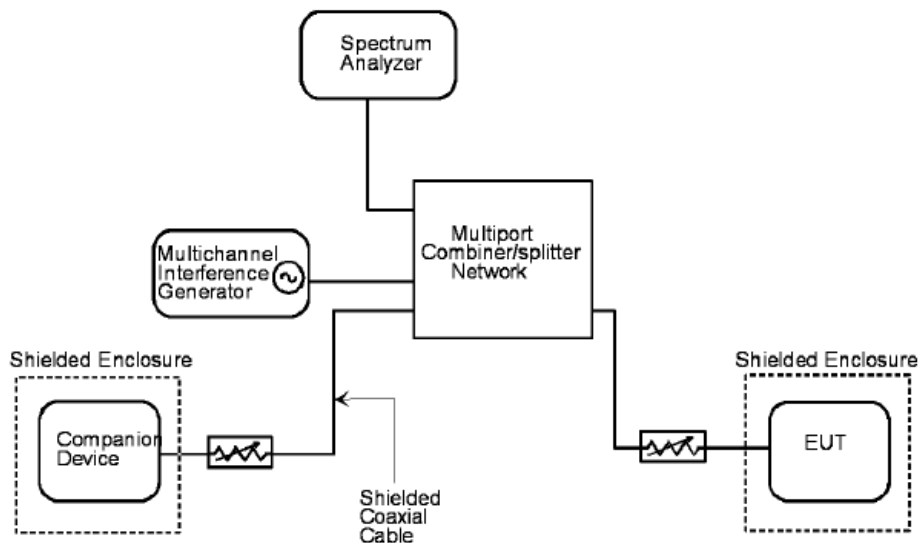 Spectrum
Analyzer
Multiport
Combiner/splitter
Network
Multichannel
Interference
Generator
Shielded Enclosure
Companion
Device
Shielded
Coaxial
Cable
Shielded Enclosure
EUT